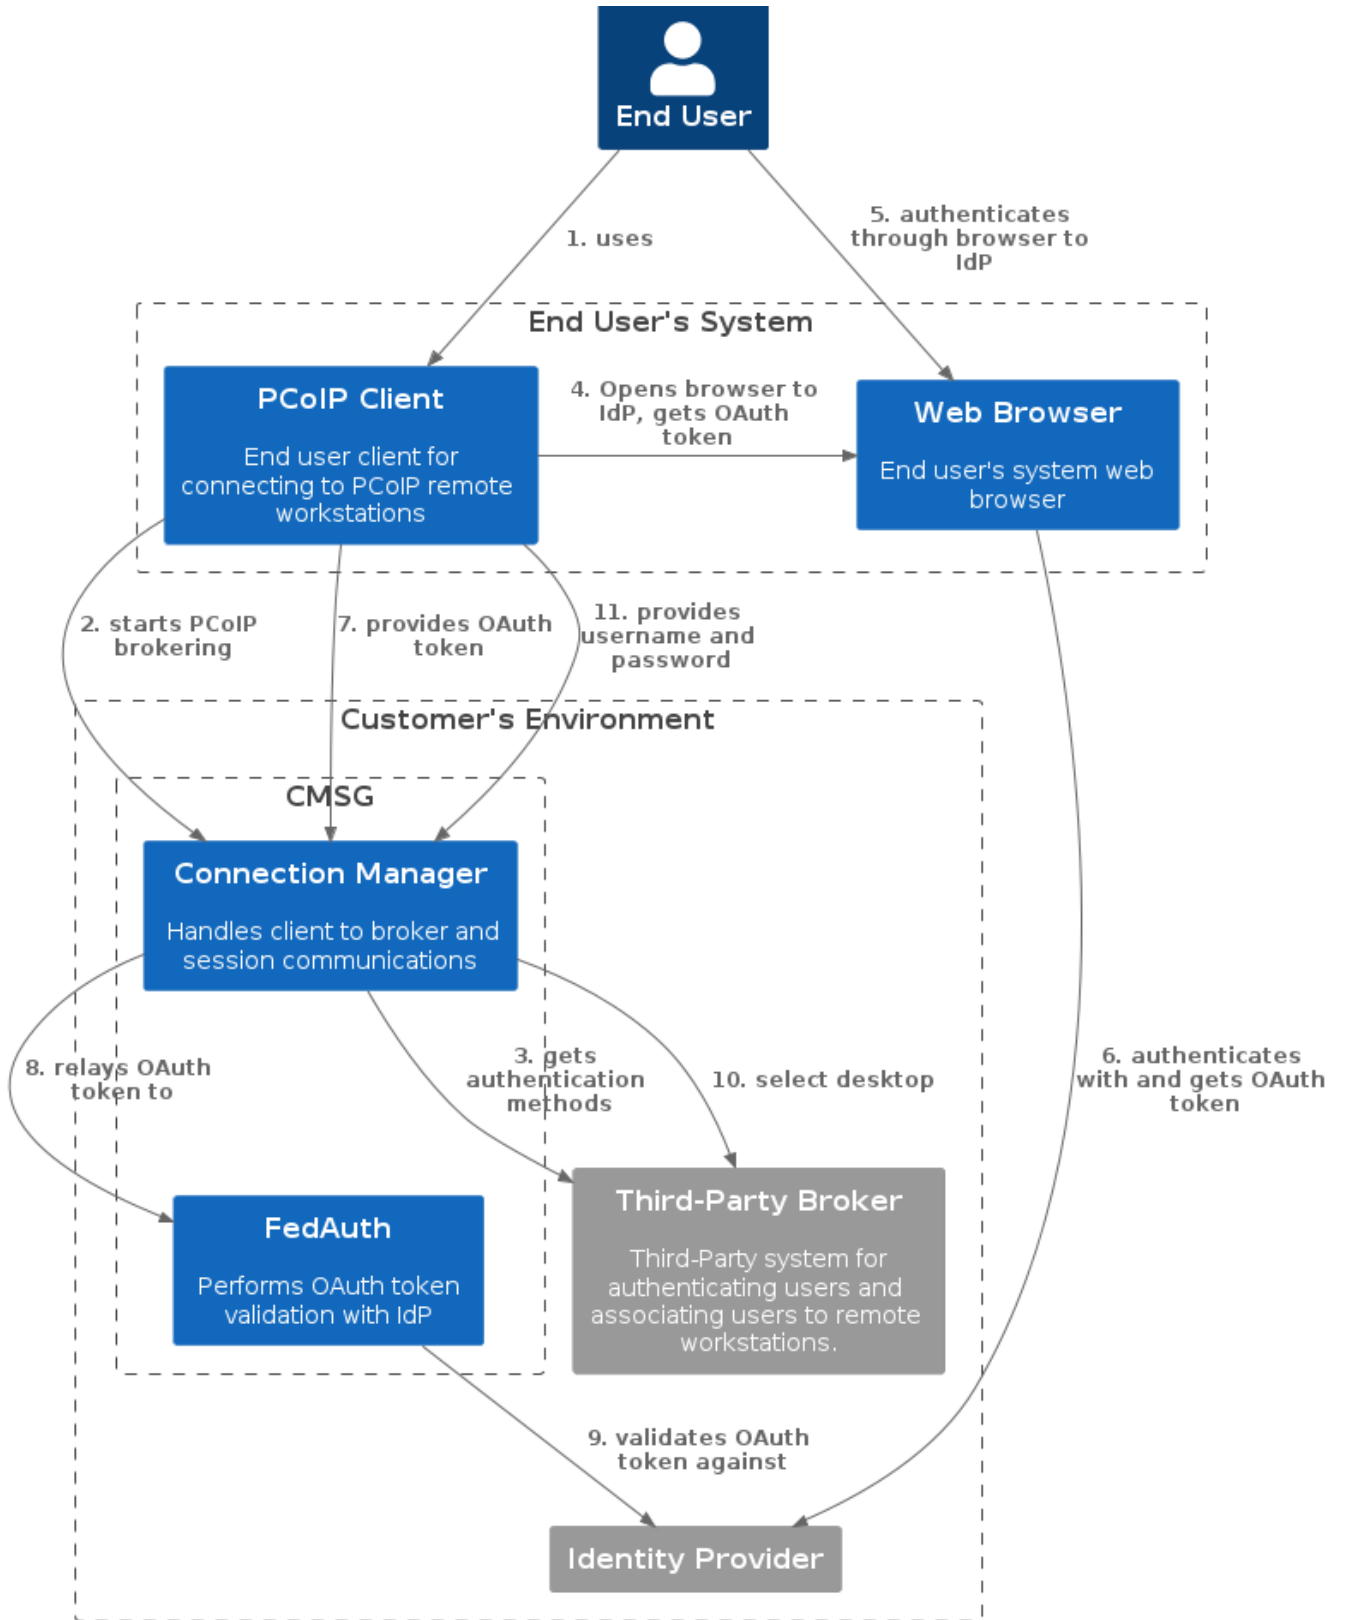 End User
5. authenticates
through browser to
IdP
1. uses
End User's System
PCoIP Client
End user client for
connecting to PCoIP remote
workstations
4. Opens browser to
IdP, gets OAuth
token
Web Browser
End user's system web
browser
2. starts PCoIP
brokering
7. provides OAuth
token
11. provides
username and
password
Customer's Environment
CMSG
Connection Manager
Handles client to broker and
session communications
8. relays OAuth
token to
3. gets
authentication
methods
10. select desktop
6. authenticates
with and gets OAuth
token
FedAuth
Performs OAuth token
validation with IdP
Third-Party Broker
Third-Party system for
authenticating users and
associating users to remote
workstations.
9. validates OAuth
token against
Identity Provider